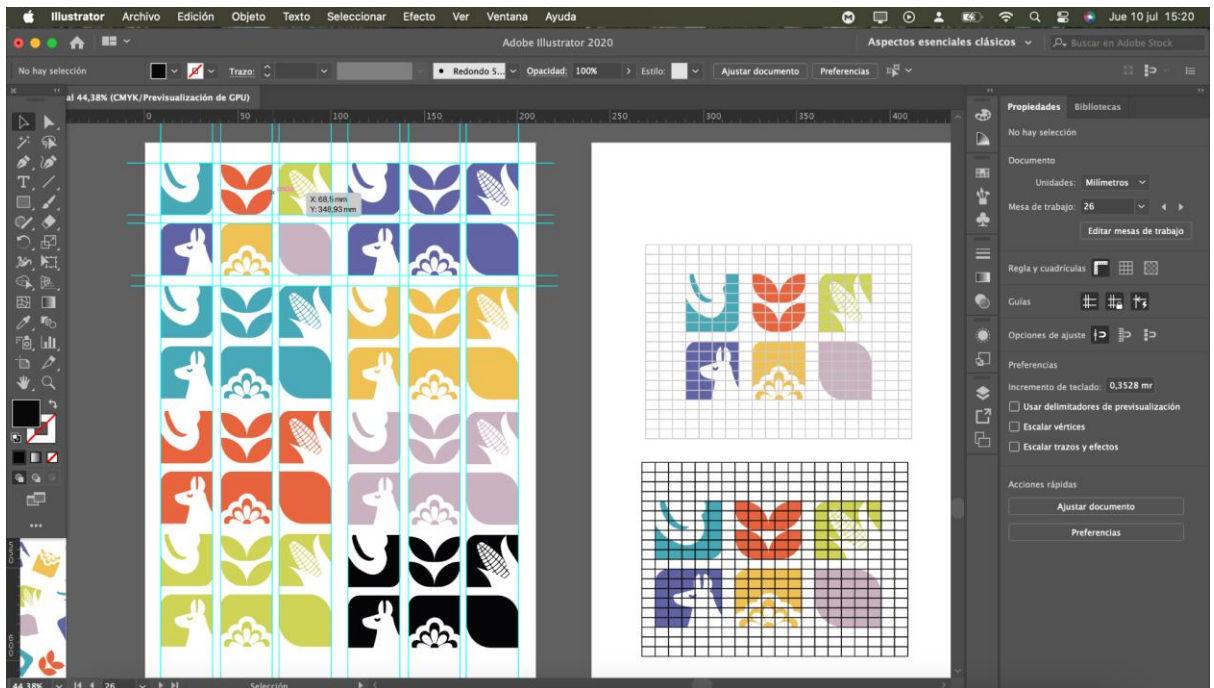 Illustrator Archivo Edición Objeto Texto Seleccionar Efecto Ver Ventana Ayuda
Jue 10 jul 15:20
Adobe Illustrator 2020
Aspectos esenciales clásicos
Buscar en Adobe Stock
No hay selección
Trazo:
Redondo 5...
Opacidad: 100%
Estilo:
Ajustar documento
Preferencias
al 44,38% (CMYK/Previsualización de GPU)
0 50 100 150 200 250 300 350 400
X: 68,5 mm
Y: 348,93 mm
Propiedades Bibliotecas
No hay selección
Documento
Unidades: Milímetros
Mesa de trabajo: 26
Editar mesas de trabajo
Regla y cuadrículas
Guías
Opciones de ajuste
Preferencias
Incremento de teclado: 0,3528 mr
Usar delimitadores de previsualización
Escalar vértices
Escalar trazos y efectos
Acciones rápidas
Ajustar documento
Preferencias
44,38% 26 Selección